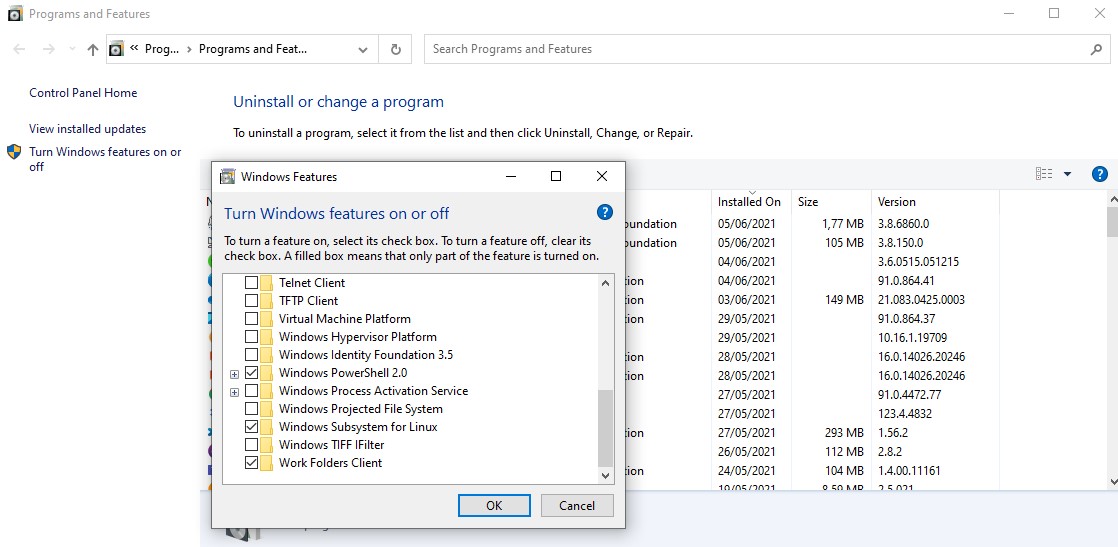 Programs and Features
« Prog... › Programs and Feat...
Search Programs and Features
Control Panel Home
View installed updates
Turn Windows features on or
off
Uninstall or change a program
To uninstall a program, select it from the list and then click Uninstall, Change, or Repair.
Installed On Size Version
05/06/2021 1,77 MB 3.8.6860.0
05/06/2021 105 MB 3.8.150.0
04/06/2021 3.6.0515.051215
04/06/2021 91.0.864.41
03/06/2021 149 MB 21.083.0425.0003
29/05/2021 91.0.864.37
29/05/2021 10.16.1.19709
28/05/2021 16.0.14026.20246
28/05/2021 16.0.14026.20246
27/05/2021 91.0.4472.77
27/05/2021 123.4.4832
27/05/2021 293 MB 1.56.2
26/05/2021 112 MB 2.8.2
24/05/2021 104 MB 1.4.00.11161
19/05/2021 8,59 MB 2.5.021
Windows Features
Turn Windows features on or off
To turn a feature on, select its check box. To turn a feature off, clear its
check box. A filled box means that only part of the feature is turned on.
Telnet Client
TFTP Client
Virtual Machine Platform
Windows Hypervisor Platform
Windows Identity Foundation 3.5
Windows PowerShell 2.0
Windows Process Activation Service
Windows Projected File System
Windows Subsystem for Linux
Windows TIFF IFilter
Work Folders Client
OK Cancel